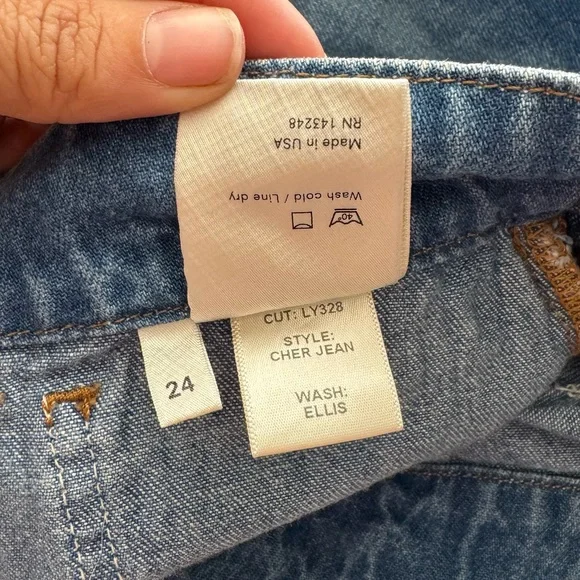 RN 143248
Made in USA
Wash cold / Line dry
40°
24
CUT: LY328
STYLE:
CHER JEAN
WASH:
ELLIS